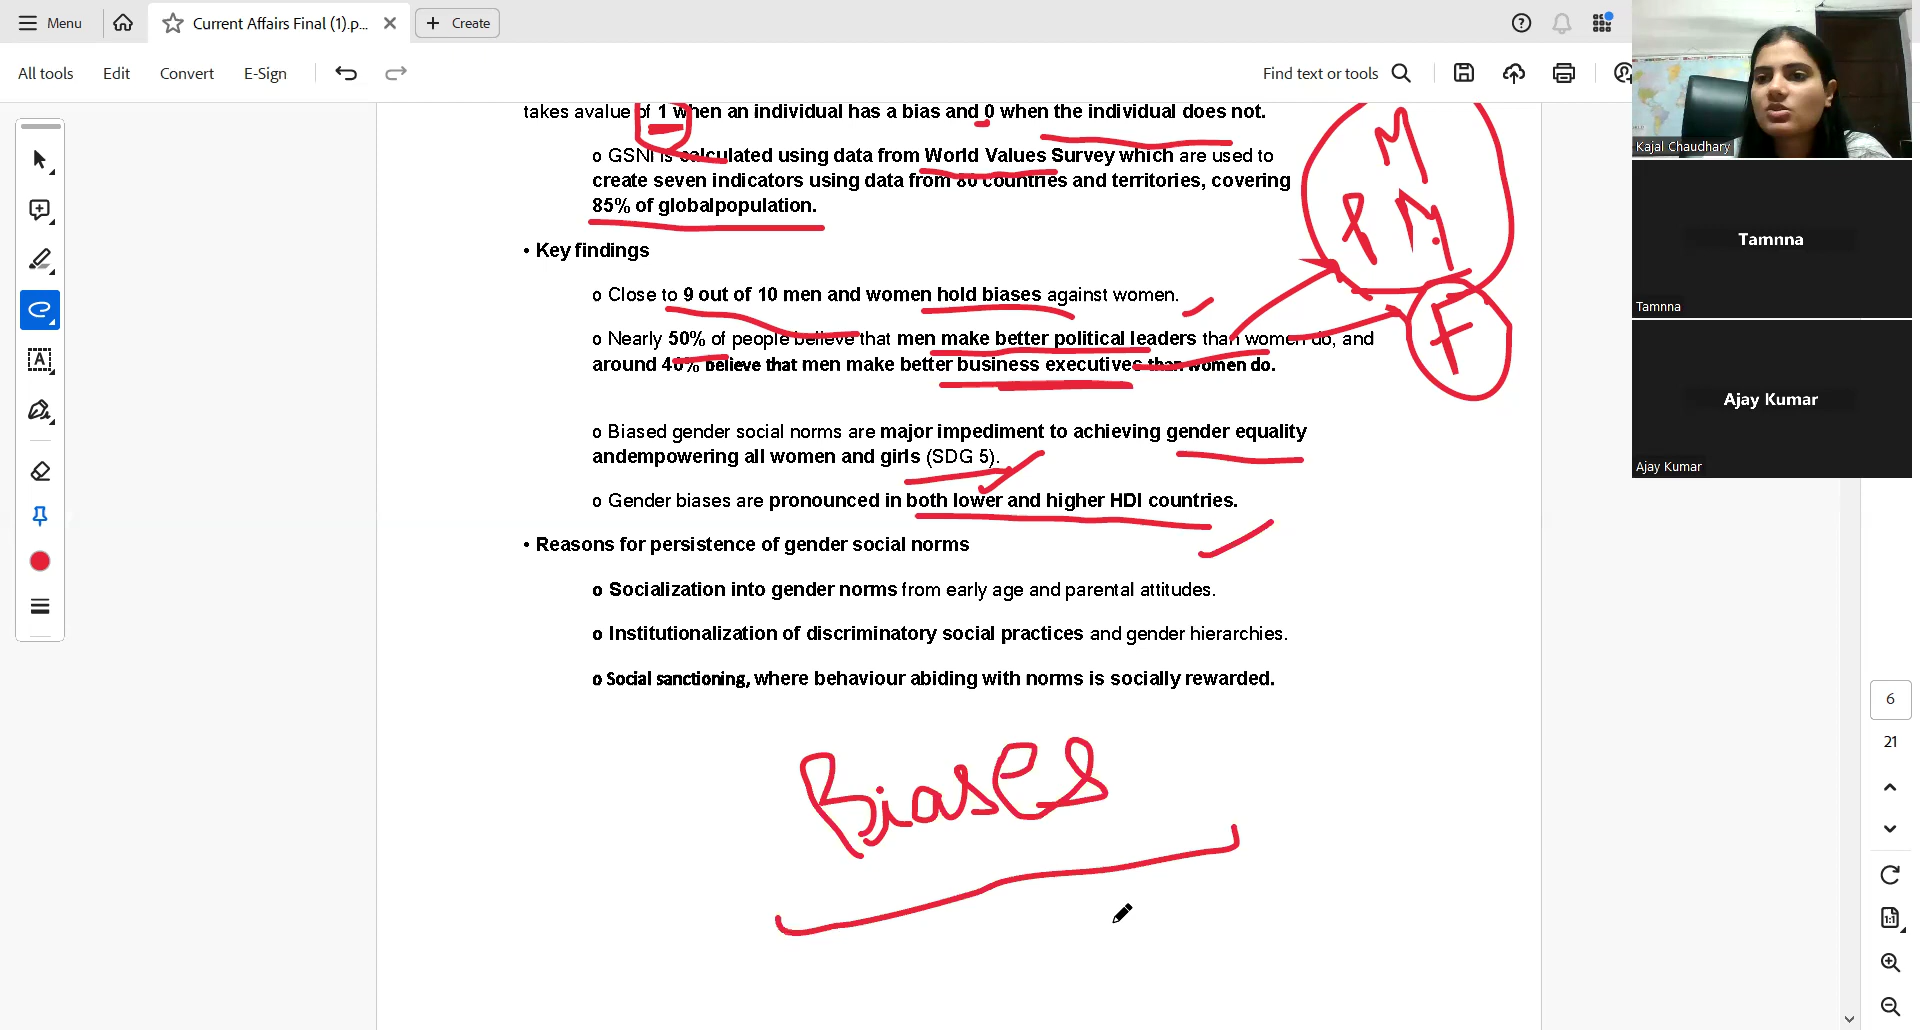 Menu
Current Affairs Final (1).p...
Create
All tools
Edit
Convert
E-Sign
Find text or tools
takes avalue of 1 when an individual has a bias and 0 when the individual does not.
o GSNI is calculated using data from World Values Survey which are used to
create seven indicators using data from 80 countries and territories, covering
85% of globalpopulation.
• Key findings
o Close to 9 out of 10 men and women hold biases against women.
o Nearly 50% of people believe that men make better political leaders than women do, and
around 40% believe that men make better business executives than women do.
o Biased gender social norms are major impediment to achieving gender equality
andempowering all women and girls (SDG 5).
o Gender biases are pronounced in both lower and higher HDI countries.
• Reasons for persistence of gender social norms
o Socialization into gender norms from early age and parental attitudes.
o Institutionalization of discriminatory social practices and gender hierarchies.
o Social sanctioning, where behaviour abiding with norms is socially rewarded.
Biases
M
F
Kajal Chaudhary
Tamnna
Tamnna
Ajay Kumar
Ajay Kumar
6
21
1:1